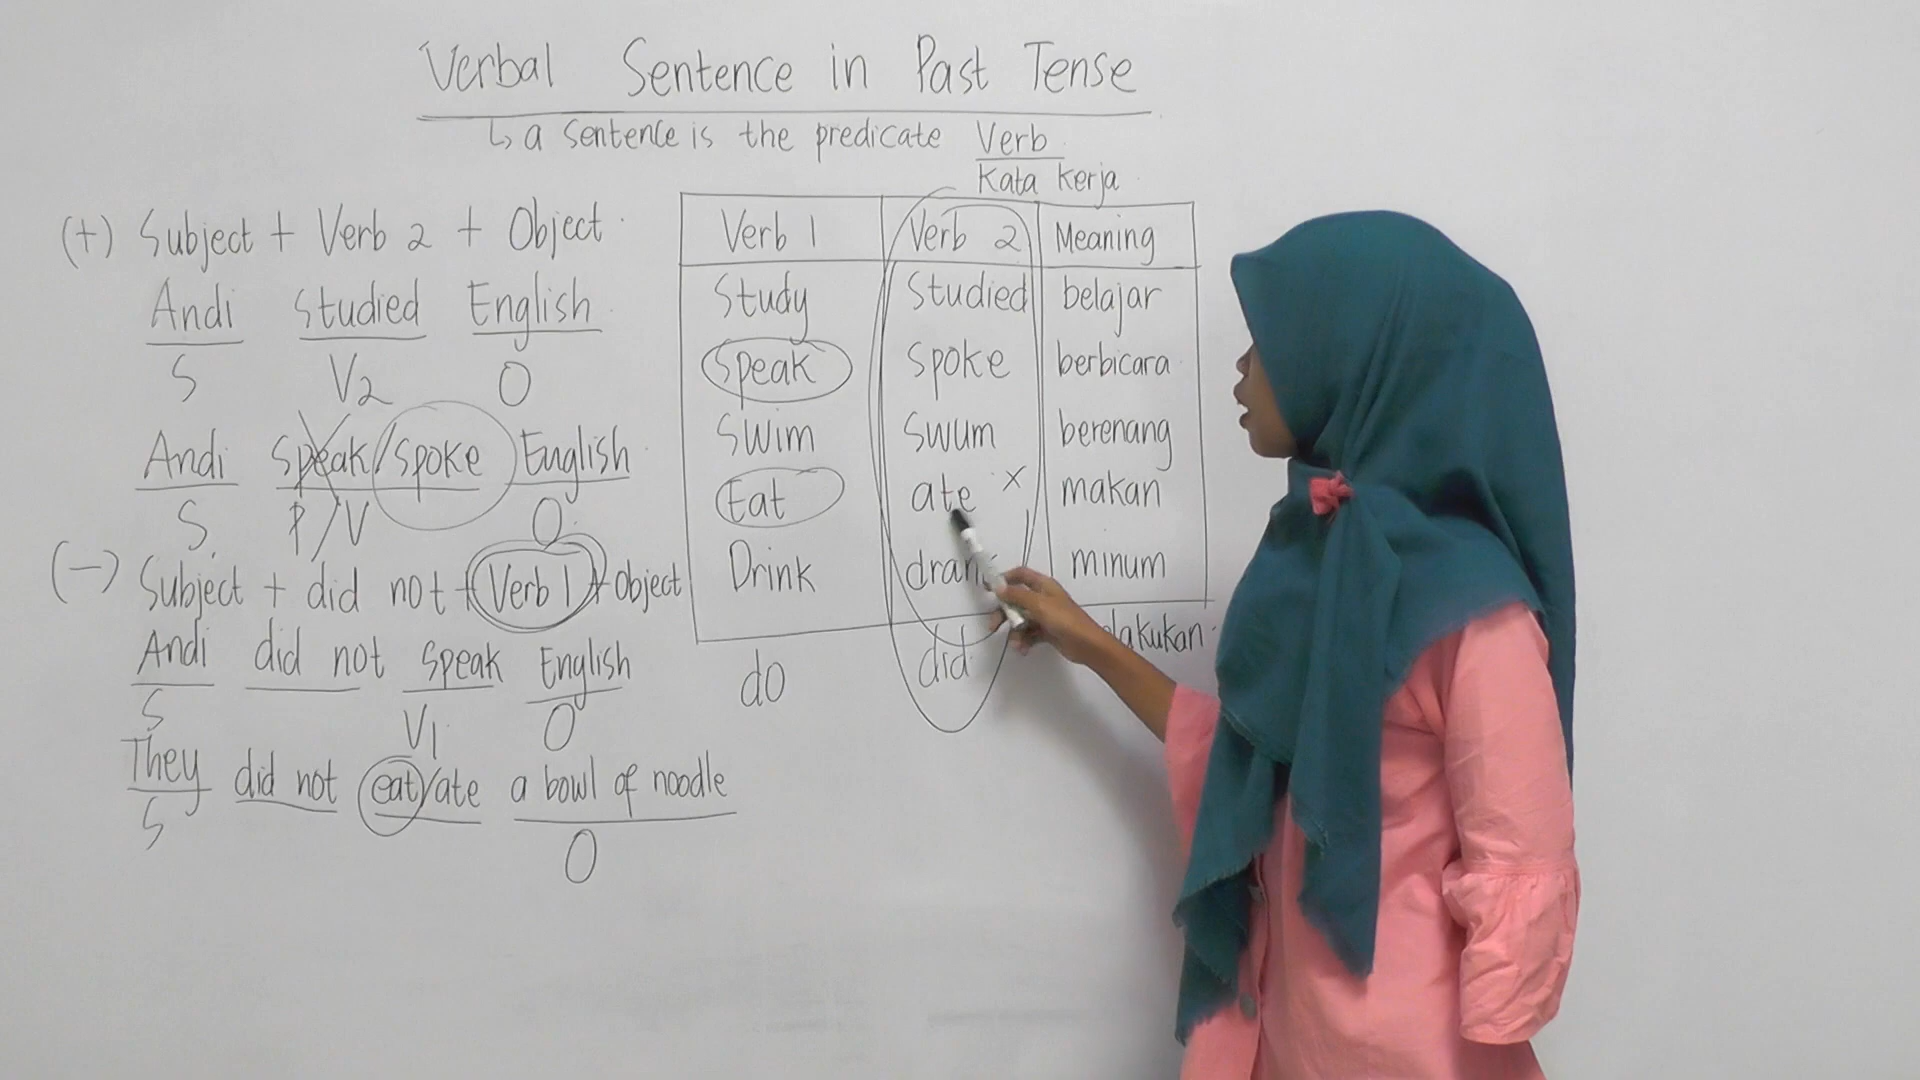 Verbal Sentence in Past Tense
↳ a sentence is the predicate Verb
Kata kerja
(+) Subject + Verb 2 + Object
Andi Studied English
S V2 O
Andi Speak/spoke English
S P/V O
(-) Subject + did not + Verb 1 + Object
Andi did not Speak English
S V1 O
They did not eat/ate a bowl of noodle
S O
Verb 1 Verb 2 Meaning
Study Studied belajar
Speak Spoke berbicara
Swim Swum berenang
Eat ate x makan
Drink minum
do did